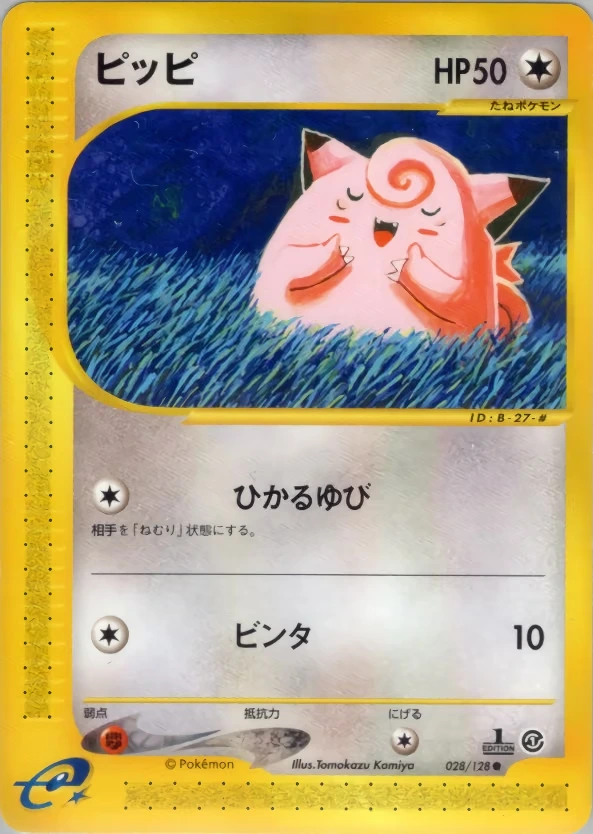 ピッピ
HP50
たねポケモン
ID:B-27-#
ひかるゆび
相手を「ねむり」状態にする。
ビンタ 10
弱点 抵抗力 にげる
1 EDITION
© Pokémon Illus.Tomokazu Komiya 028/128 ●
e